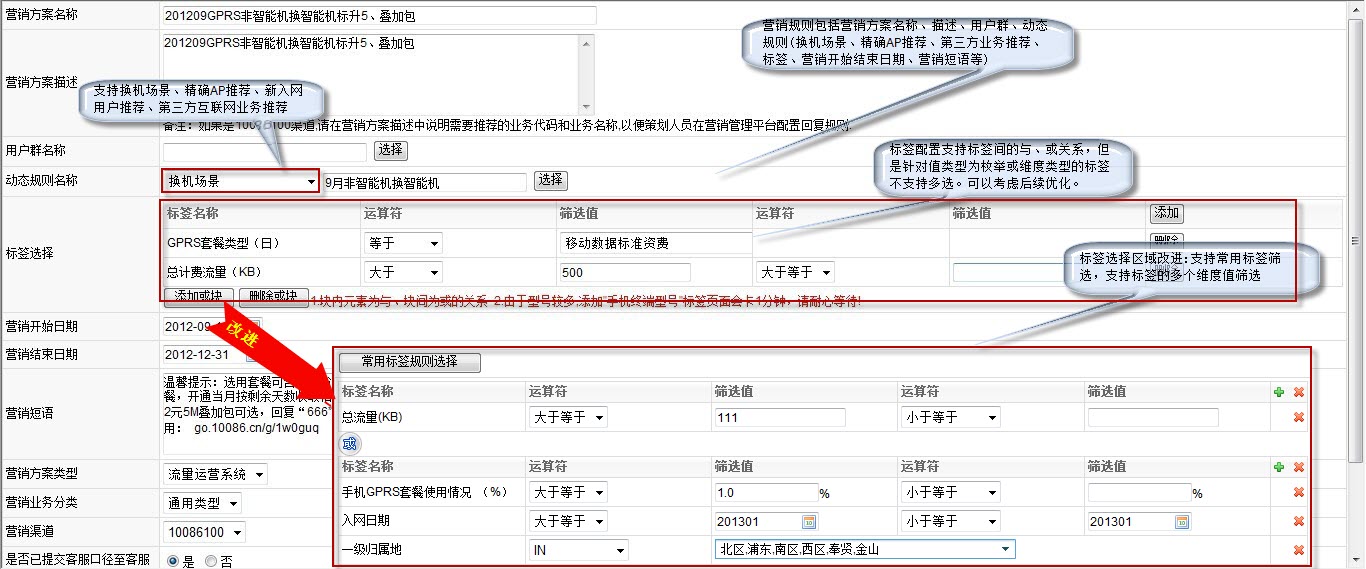 营销方案名称 201209GPRS非智能机换智能机标升5、叠加包
营销规则包括营销方案名称、描述、用户群、动态
规则(换机场景、精确AP推荐、第三方业务推荐、
标签、营销开始结束日期、营销短语等)
营销方案描述 201209GPRS非智能机换智能机标升5、叠加包
支持换机场景、精确AP推荐、新入网
用户推荐、第三方互联网业务推荐
备注：如果是10086100渠道,请在营销方案描述中说明需要推荐的业务代码和业务名称,以便策划人员在营销管理平台配置回复规则.
用户群名称 选择
标签配置支持标签间的与、或关系，但
是针对值类型为枚举或维度类型的标签
不支持多选。可以考虑后续优化。
动态规则名称 换机场景 9月非智能机换智能机 选择
标签选择
标签名称 运算符 筛选值 运算符 筛选值 添加
GPRS套餐类型（日） 等于 移动数据标准资费 删除
总计费流量（KB） 大于 500 大于等于
标签选择区域改进:支持常用标签筛
选，支持标签的多个维度值筛选
添加或块 删除或块 1.块内元素为与、块间为或的关系 2.由于型号较多,添加“手机终端型号”标签页面会卡1分钟，请耐心等待!
营销开始日期 2012-09
改进
营销结束日期 2012-12-31
营销短语
温馨提示：选用套餐可
餐，开通当月按剩余天数
2元5M叠加包可选，回复“666
用： go.10086.cn/g/1w0guq
常用标签规则选择
标签名称 运算符 筛选值 运算符 筛选值
总流量(KB) 大于等于 111 小于等于
或
标签名称 运算符 筛选值 运算符 筛选值
手机GPRS套餐使用情况 （%） 大于等于 1.0 % 小于等于 %
入网日期 大于等于 201301 小于等于 201301
一级归属地 IN 北区,浦东,南区,西区,奉贤,金山
营销方案类型 流量运营系统
营销业务分类 通用类型
营销渠道 10086100
是否已提交客服口径至客服 是 否